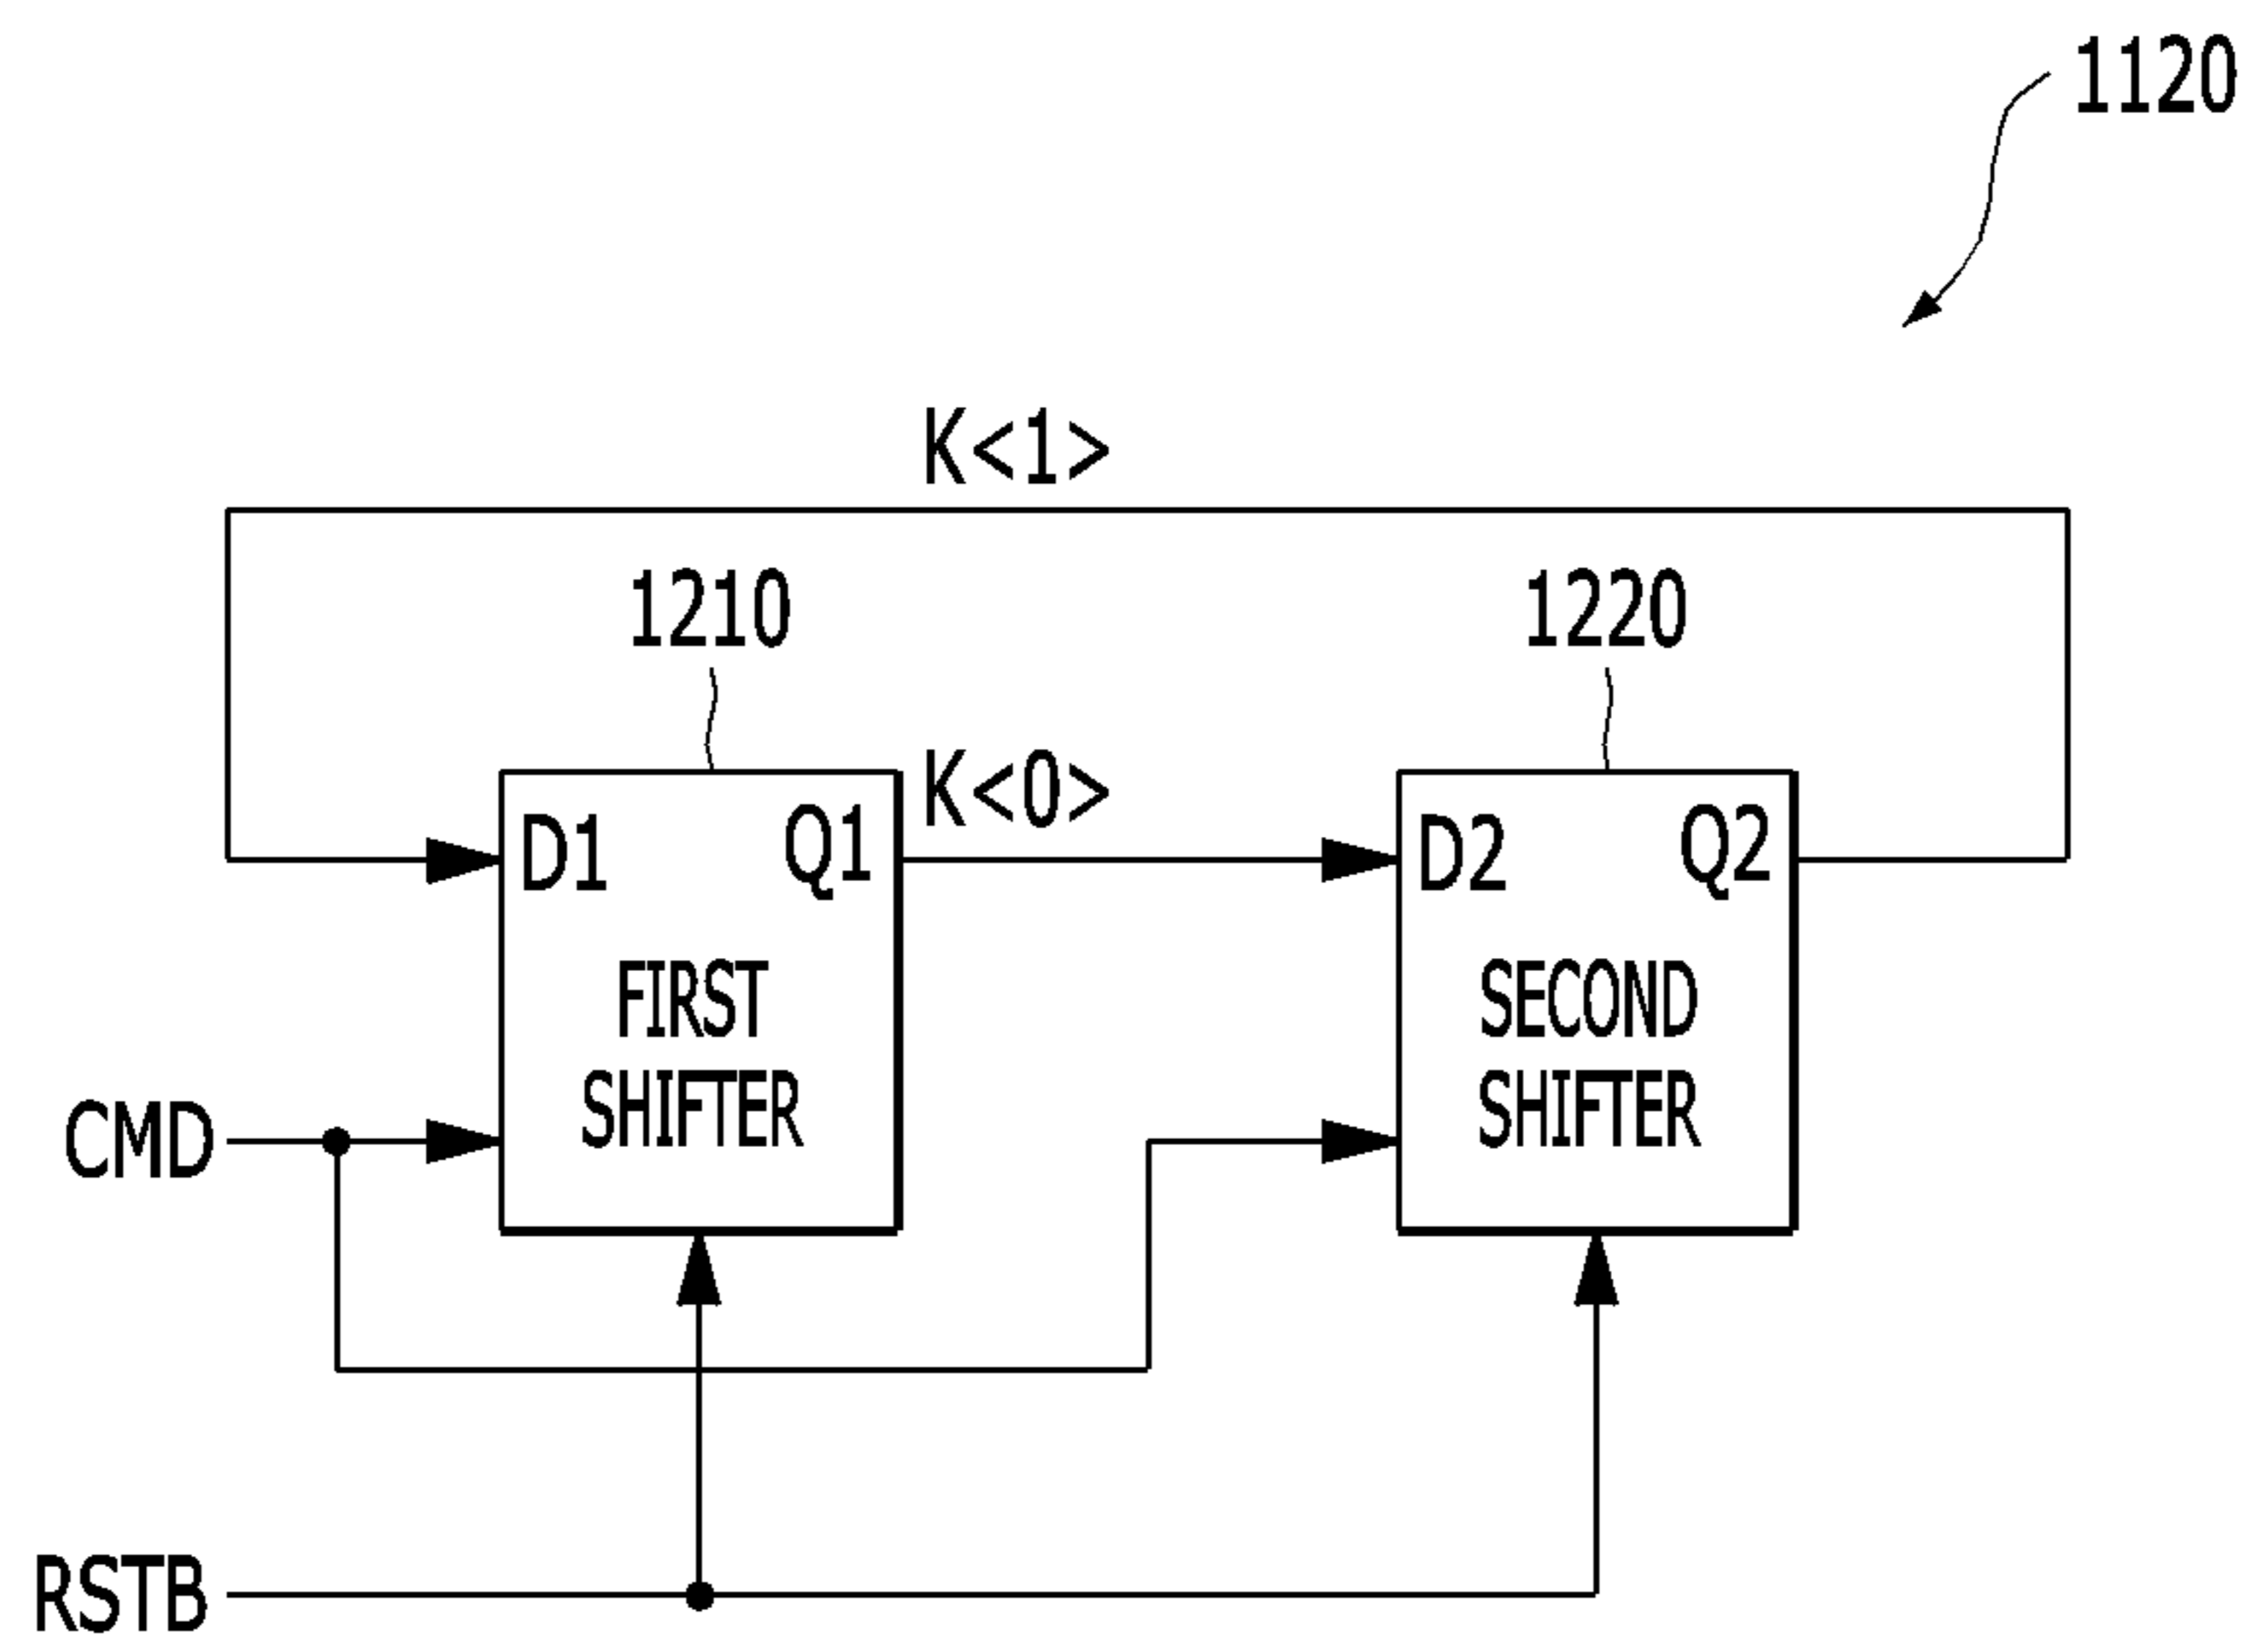 1120
K<1>
1210
1220
K<0>
D1
Q1
D2
Q2
FIRST
SHIFTER
SECOND
SHIFTER
CMD
RSTB